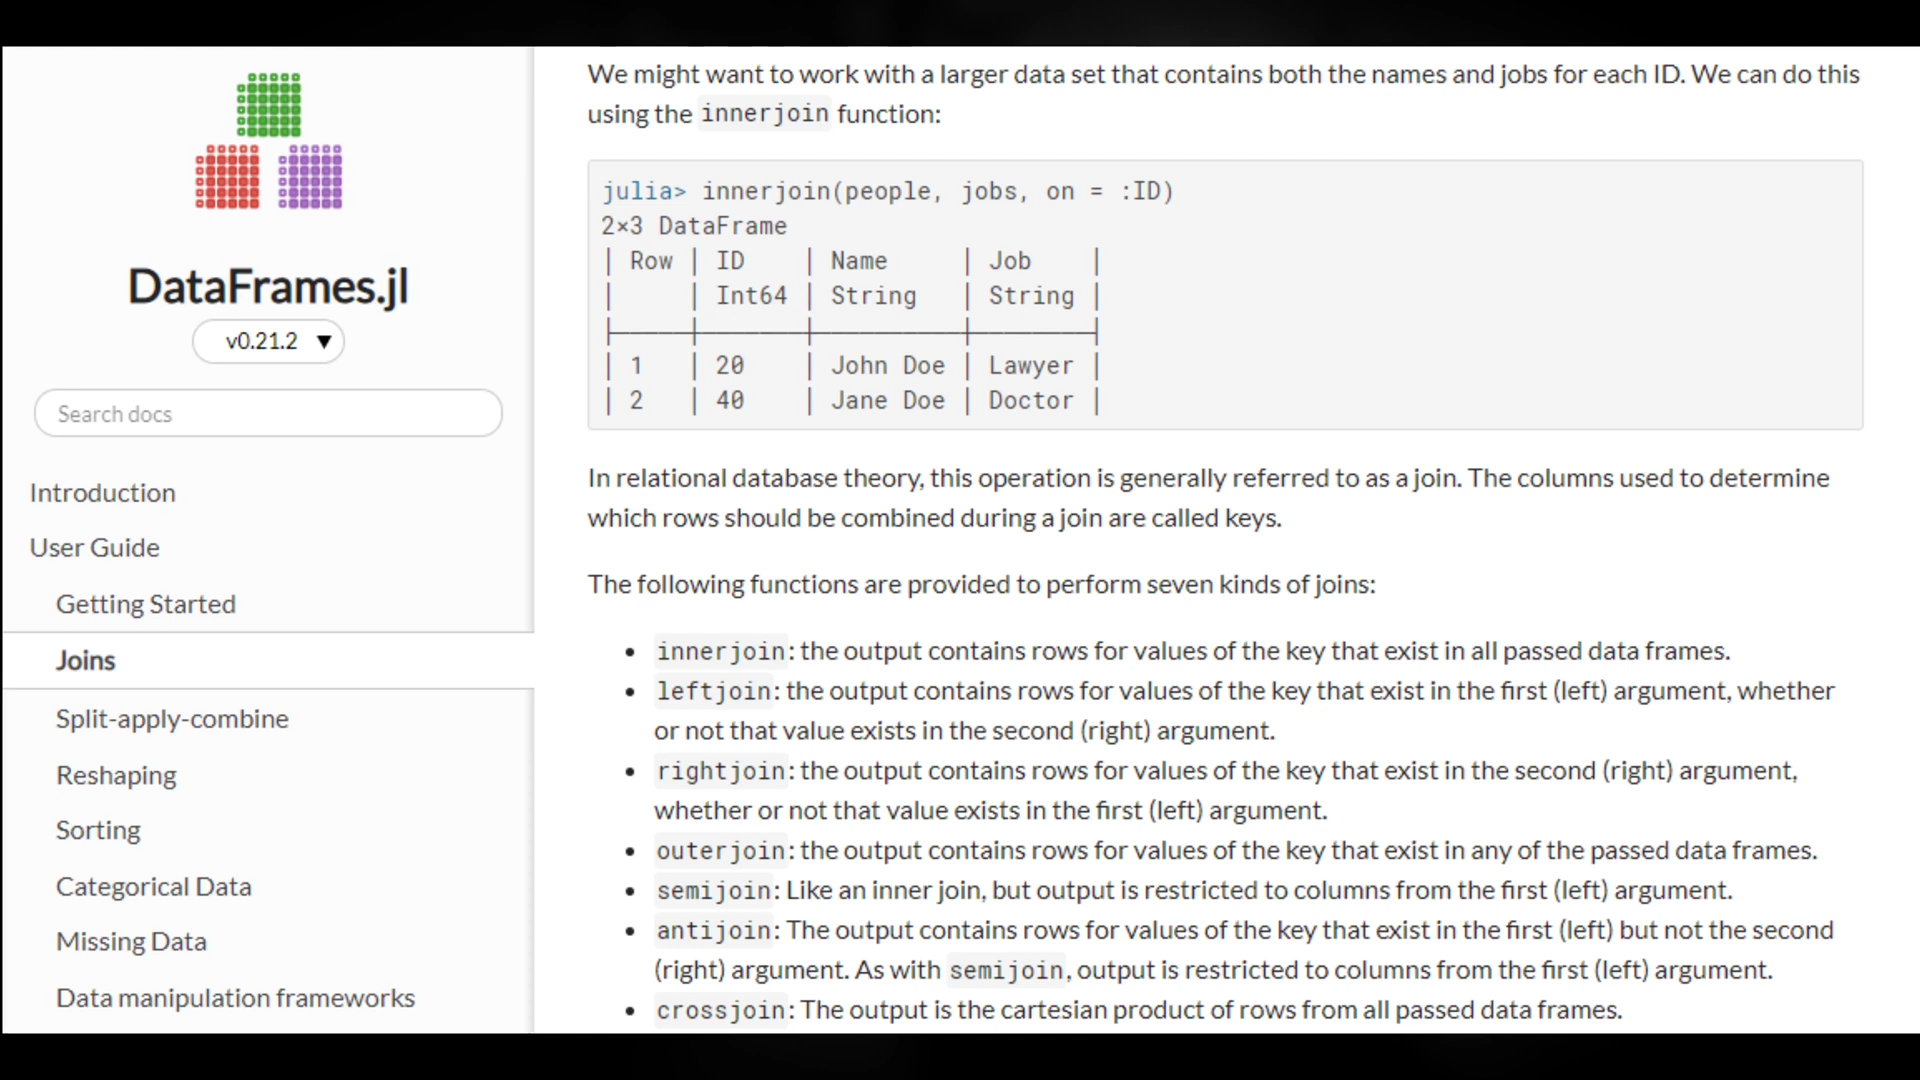 DataFrames.jl
v0.21.2 ▼
Search docs
Introduction
User Guide
Getting Started
Joins
Split-apply-combine
Reshaping
Sorting
Categorical Data
Missing Data
Data manipulation frameworks
We might want to work with a larger data set that contains both the names and jobs for each ID. We can do this
using the innerjoin function:
julia> innerjoin(people, jobs, on = :ID)
2×3 DataFrame
│ Row │ ID    │ Name     │ Job    │
│     │ Int64 │ String   │ String │
├─────┼───────┼──────────┼────────┤
│ 1   │ 20    │ John Doe │ Lawyer │
│ 2   │ 40    │ Jane Doe │ Doctor │
In relational database theory, this operation is generally referred to as a join. The columns used to determine
which rows should be combined during a join are called keys.
The following functions are provided to perform seven kinds of joins:
• innerjoin: the output contains rows for values of the key that exist in all passed data frames.
• leftjoin: the output contains rows for values of the key that exist in the first (left) argument, whether
or not that value exists in the second (right) argument.
• rightjoin: the output contains rows for values of the key that exist in the second (right) argument,
whether or not that value exists in the first (left) argument.
• outerjoin: the output contains rows for values of the key that exist in any of the passed data frames.
• semijoin: Like an inner join, but output is restricted to columns from the first (left) argument.
• antijoin: The output contains rows for values of the key that exist in the first (left) but not the second
(right) argument. As with semijoin, output is restricted to columns from the first (left) argument.
• crossjoin: The output is the cartesian product of rows from all passed data frames.